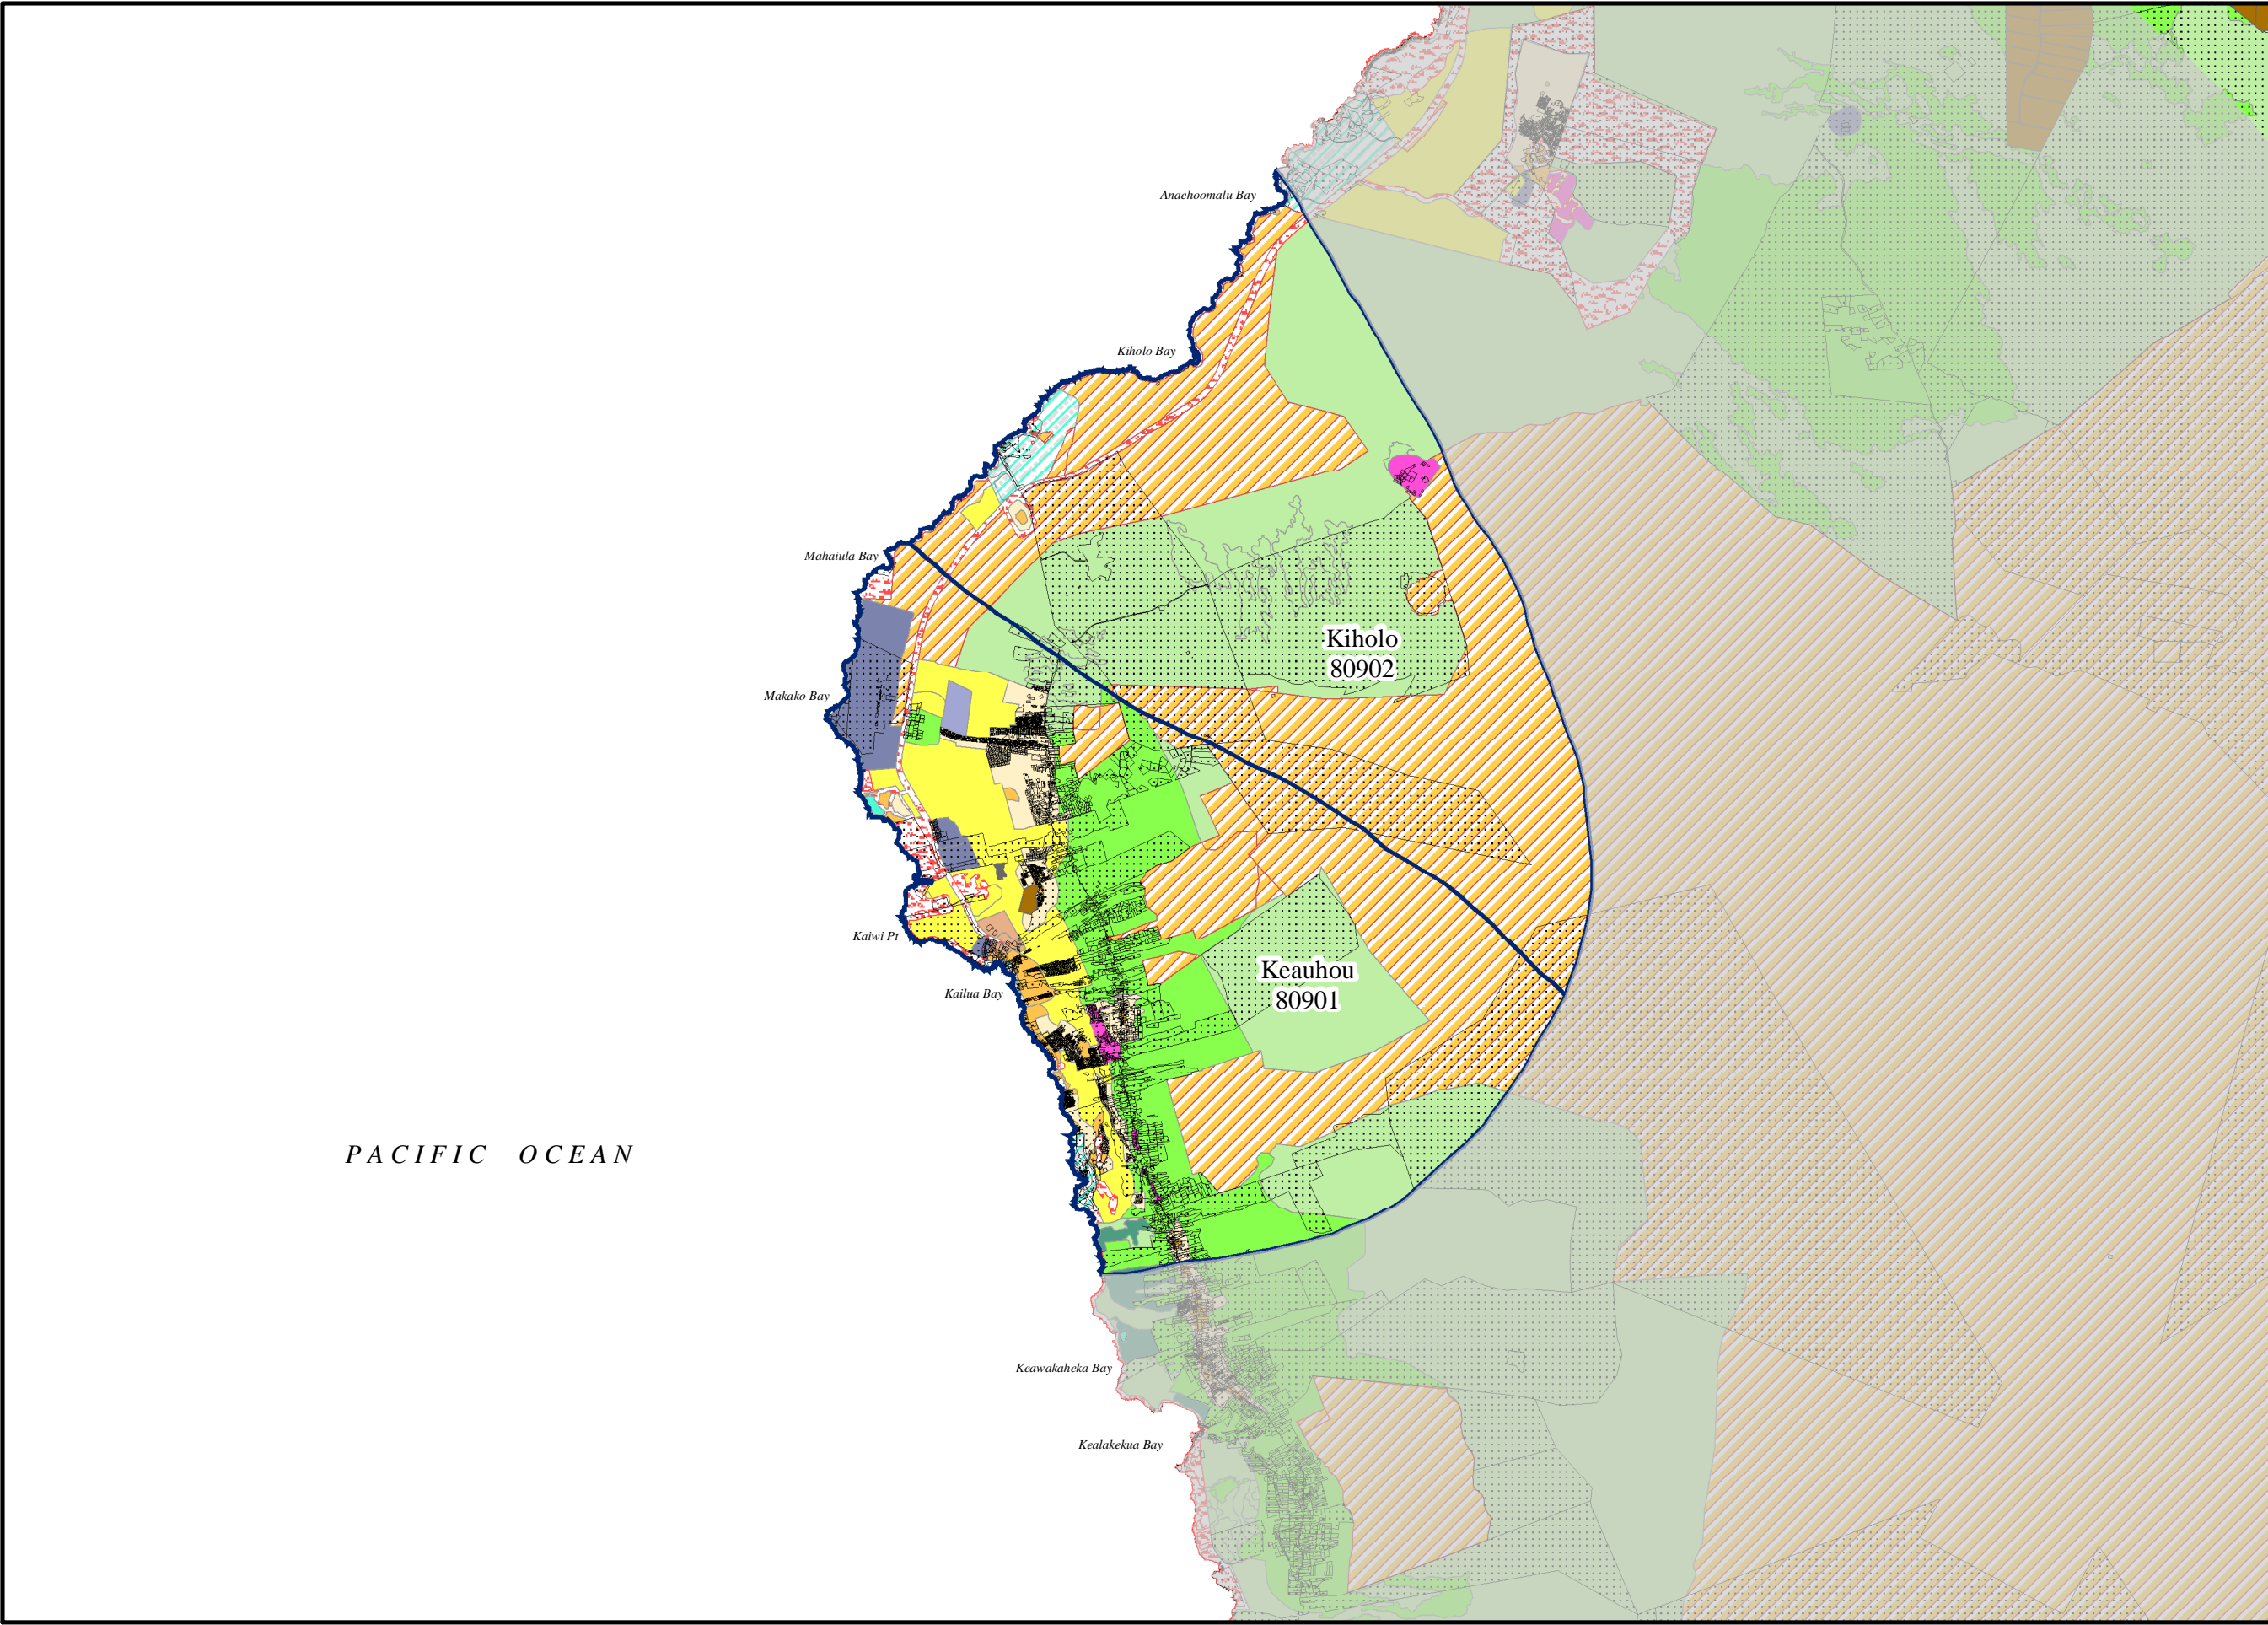 Anaehoomalu Bay
Kiholo Bay
Mahaiula Bay
Kiholo
80902
Makako Bay
Kaiwi Pt
Keauhou
80901
Kailua Bay
PACIFIC OCEAN
Keawakaheka Bay
Kealakekua Bay